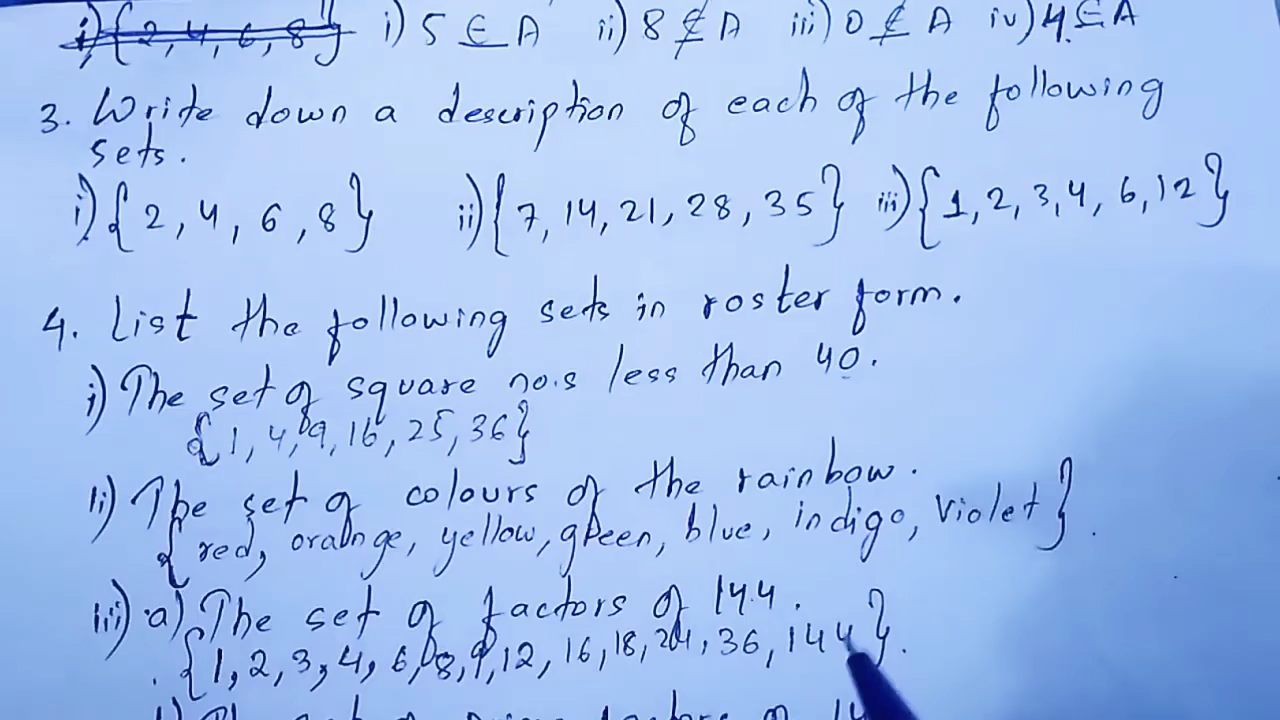 i) {2, 4, 6, 8} i) 5 ∈ A ii) 8 ∉ A iii) 0 ∉ A iv) 4 ∈ A
3. Write down a description of each of the following
sets.
i) {2, 4, 6, 8} ii) {7, 14, 21, 28, 35} iii) {1, 2, 3, 4, 6, 12}
4. List the following sets in roster form.
i) The set of square no.s less than 40.
{1, 4, 9, 16, 25, 36}
ii) The set of colours of the rainbow.
{red, orange, yellow, green, blue, indigo, violet}.
iii) a) The set of factors of 144.
{1, 2, 3, 4, 6, 8, 9, 12, 16, 18, 24, 36, 144}.